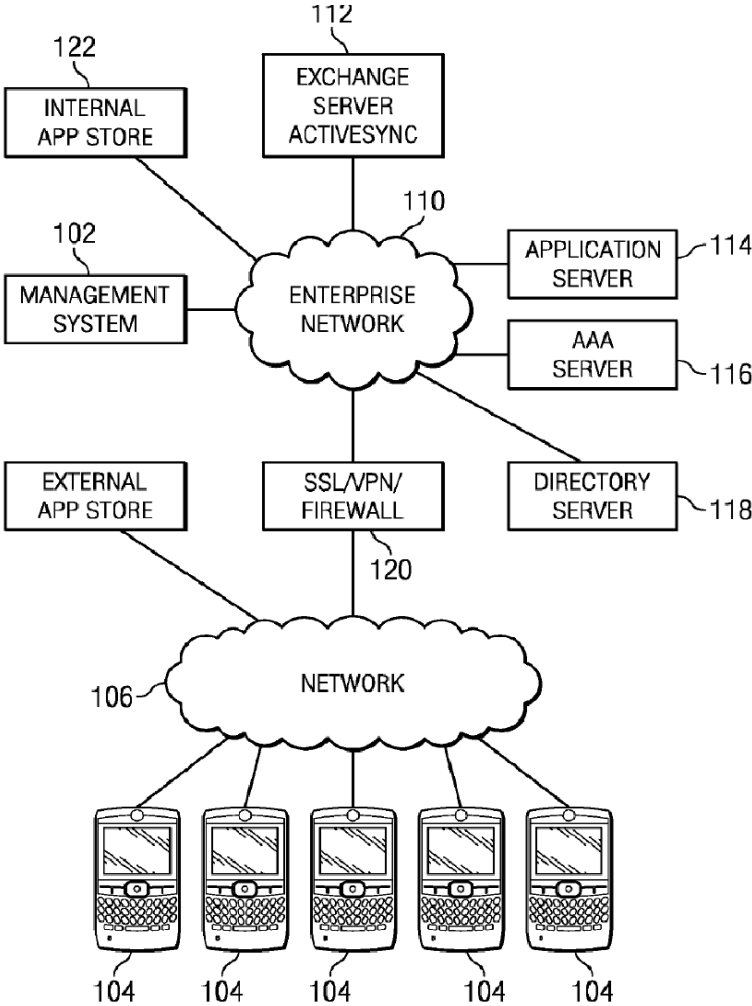 112
122
EXCHANGE
SERVER
ACTIVESYNC
INTERNAL
APP STORE
110
102
APPLICATION
SERVER
114
MANAGEMENT
SYSTEM
ENTERPRISE
NETWORK
AAA
SERVER
116
EXTERNAL
APP STORE
SSL/VPN/
FIREWALL
DIRECTORY
SERVER
118
120
NETWORK
106
104
104
104
104
104